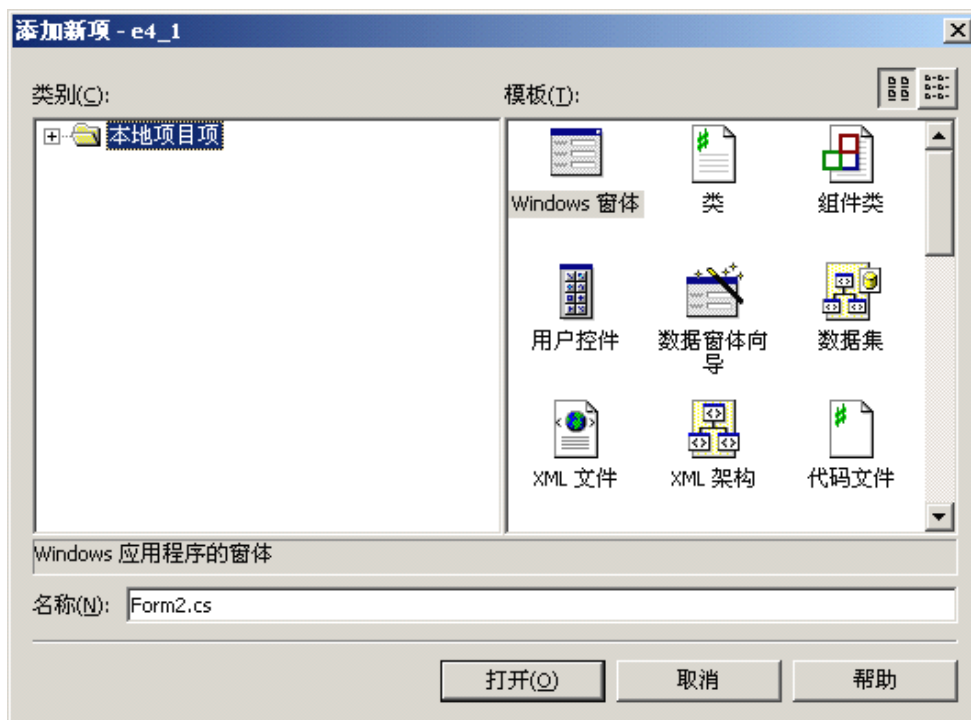 添加新项 - e4_1
类别(C):
模板(T):
本地项目项
Windows 窗体
类
组件类
用户控件
数据窗体向
导
数据集
XML 文件
XML 架构
代码文件
Windows 应用程序的窗体
名称(N):
Form2.cs
打开(O)
取消
帮助